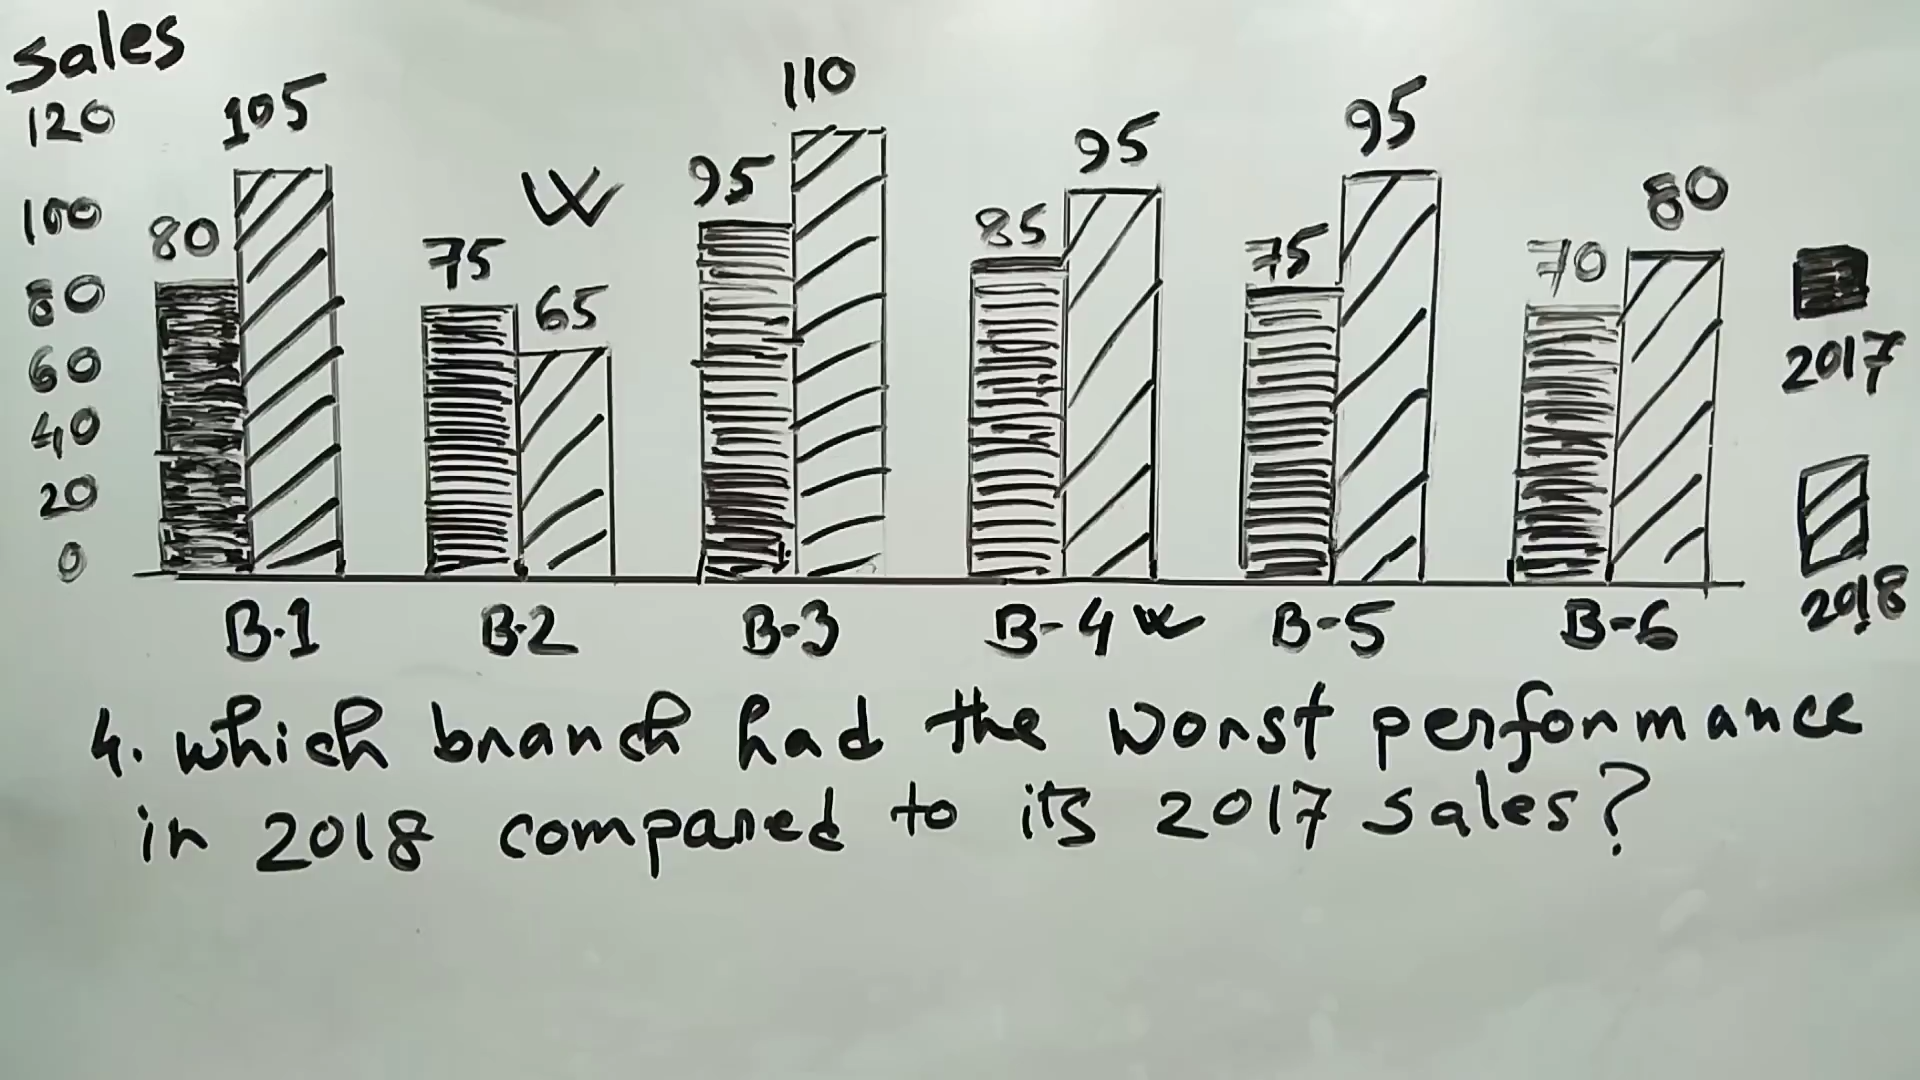 Sales
120
100
80
60
40
20
0
80 105
75 65 W
95 110
85 95
75 95
70 80
B-1 B-2 B-3 B-4 W B-5 B-6
2017
2018
4. which branch had the worst performance
in 2018 compared to its 2017 sales?